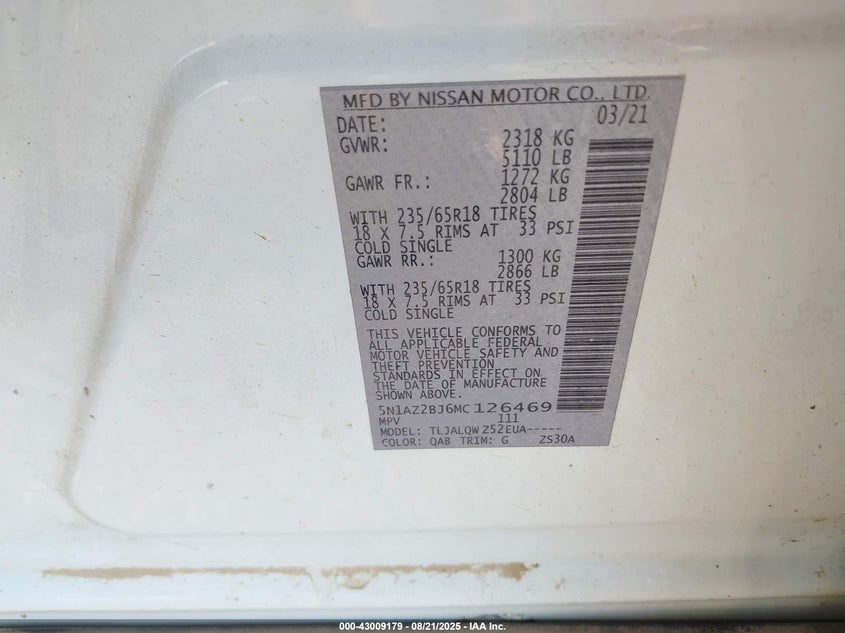 MFD BY NISSAN MOTOR CO., LTD.
DATE: 03/21
GVWR: 2318 KG
5110 LB
GAWR FR.: 1272 KG
2804 LB
WITH 235/65R18 TIRES
18 X 7.5 RIMS AT 33 PSI
COLD SINGLE
GAWR RR.: 1300 KG
2866 LB
WITH 235/65R18 TIRES
18 X 7.5 RIMS AT 33 PSI
COLD SINGLE
THIS VEHICLE CONFORMS TO
ALL APPLICABLE FEDERAL
MOTOR VEHICLE SAFETY AND
THEFT PREVENTION
STANDARDS IN EFFECT ON
THE DATE OF MANUFACTURE
SHOWN ABOVE.
5N1AZ2BJ6MC126469
MPV 111
MODEL: TLJALQW Z52EUA-----
COLOR: QAB TRIM: G ZS30A
000-43009179 - 08/21/2025 - IAA Inc.